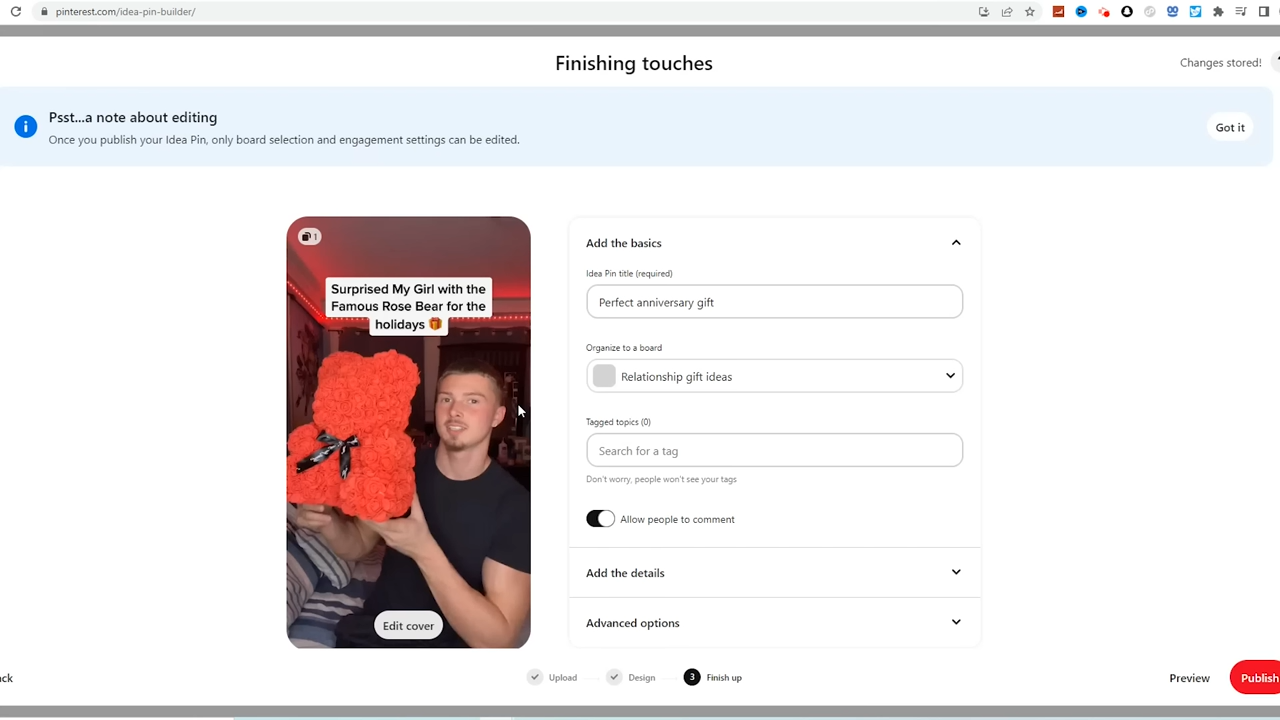 pinterest.com/idea-pin-builder/
Finishing touches
Changes stored!
Psst...a note about editing
Once you publish your Idea Pin, only board selection and engagement settings can be edited.
Got it
1
Surprised My Girl with the
Famous Rose Bear for the
holidays 🎁
Edit cover
Add the basics
Idea Pin title (required)
Perfect anniversary gift
Organize to a board
Relationship gift ideas
Tagged topics (0)
Search for a tag
Don't worry, people won't see your tags
Allow people to comment
Add the details
Advanced options
ck
Upload
Design
3 Finish up
Preview
Publish